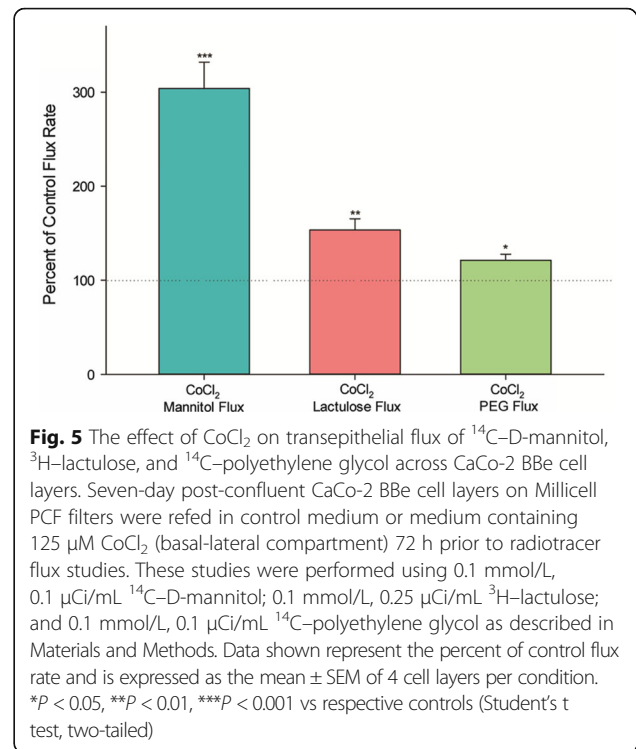 Percent of Control Flux Rate
300
200
100
0
***
**
*
CoCl₂
Mannitol Flux
CoCl₂
Lactulose Flux
CoCl₂
PEG Flux
Fig. 5 The effect of CoCl₂ on transepithelial flux of ¹⁴C–D-mannitol,
³H–lactulose, and ¹⁴C–polyethylene glycol across CaCo-2 BBe cell
layers. Seven-day post-confluent CaCo-2 BBe cell layers on Millicell
PCF filters were refed in control medium or medium containing
125 μM CoCl₂ (basal-lateral compartment) 72 h prior to radiotracer
flux studies. These studies were performed using 0.1 mmol/L,
0.1 μCi/mL ¹⁴C–D-mannitol; 0.1 mmol/L, 0.25 μCi/mL ³H–lactulose;
and 0.1 mmol/L, 0.1 μCi/mL ¹⁴C–polyethylene glycol as described in
Materials and Methods. Data shown represent the percent of control flux
rate and is expressed as the mean ± SEM of 4 cell layers per condition.
*P < 0.05, **P < 0.01, ***P < 0.001 vs respective controls (Student's t
test, two-tailed)